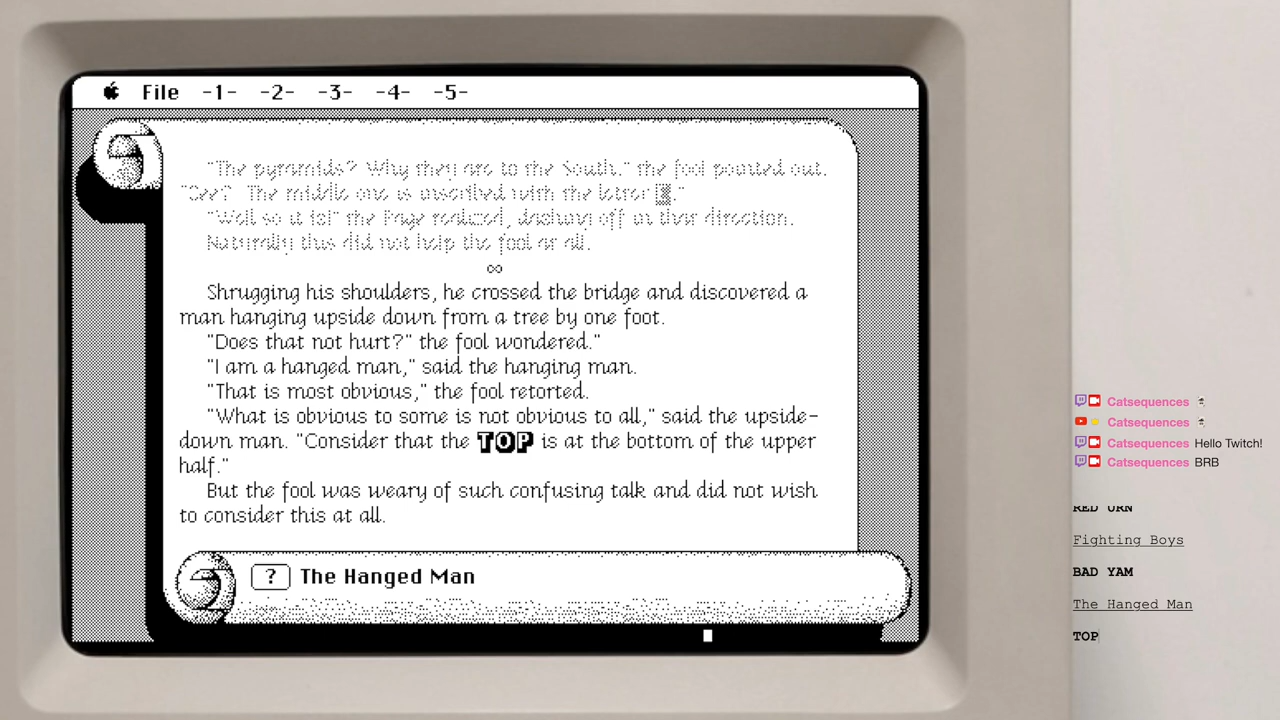 File -1- -2- -3- -4- -5-
"The pyramids? Why they are to the South." the fool pointed out.
"See? The middle one is inscribed with the letter
"Well so it is!" the Page realized, dashing off in that direction.
Naturally this did not help the fool at all.
∞
Shrugging his shoulders, he crossed the bridge and discovered a
man hanging upside down from a tree by one foot.
"Does that not hurt?" the fool wondered."
"I am a hanged man," said the hanging man.
"That is most obvious," the fool retorted.
"What is obvious to some is not obvious to all," said the upside-
down man. "Consider that the TOP is at the bottom of the upper
half."
But the fool was weary of such confusing talk and did not wish
to consider this at all.
? The Hanged Man
Catsequences
Catsequences
Catsequences Hello Twitch!
Catsequences BRB
RED URN
Fighting Boys
BAD YAM
The Hanged Man
TOP